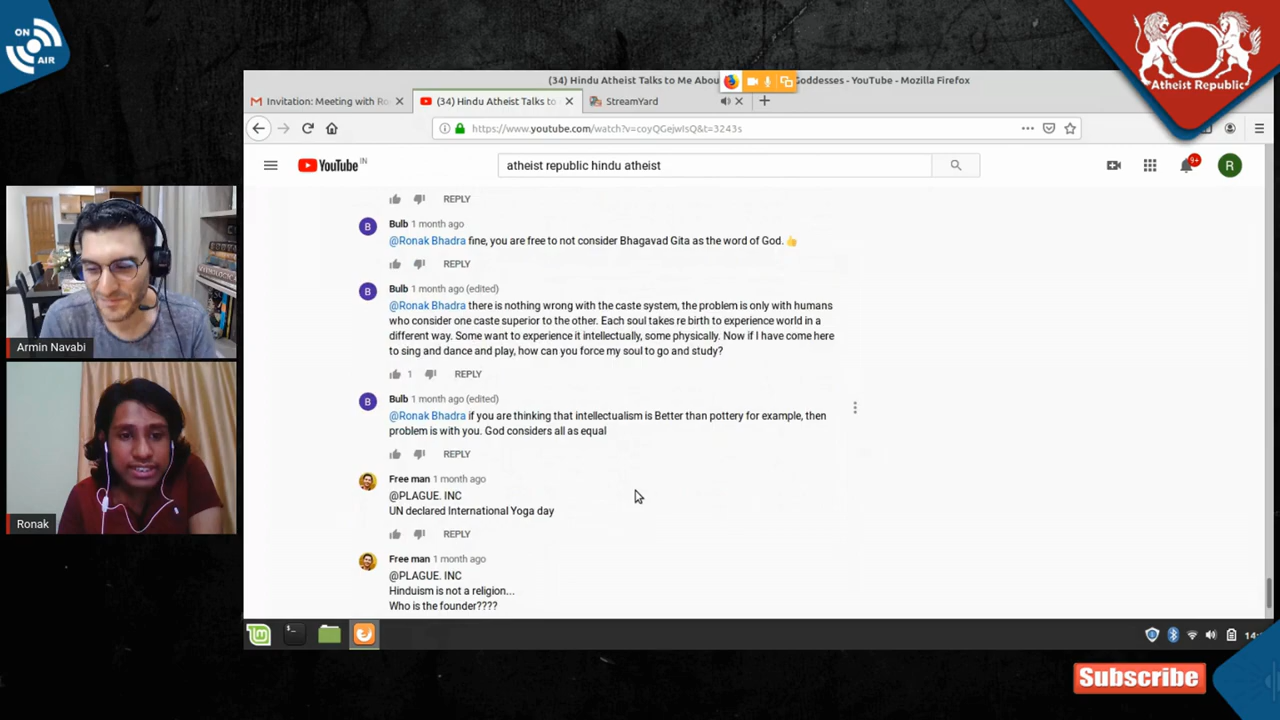 ON
AIR
Atheist Republic
(34) Hindu Atheist Talks to Me Abou
Goddesses - YouTube - Mozilla Firefox
Invitation: Meeting with Ro
(34) Hindu Atheist Talks to
StreamYard
https://www.youtube.com/watch?v=coyQGejwIsQ&t=3243s
YouTube IN
atheist republic hindu atheist
9+
R
REPLY
B
Bulb 1 month ago
@Ronak Bhadra fine, you are free to not consider Bhagavad Gita as the word of God. 👍
REPLY
B
Bulb 1 month ago (edited)
@Ronak Bhadra there is nothing wrong with the caste system, the problem is only with humans
who consider one caste superior to the other. Each soul takes re birth to experience world in a
different way. Some want to experience it intellectually, some physically. Now if I have come here
to sing and dance and play, how can you force my soul to go and study?
1 REPLY
B
Bulb 1 month ago (edited)
@Ronak Bhadra if you are thinking that intellectualism is Better than pottery for example, then
problem is with you. God considers all as equal
REPLY
Free man 1 month ago
@PLAGUE. INC
UN declared International Yoga day
REPLY
Free man 1 month ago
@PLAGUE. INC
Hinduism is not a religion...
Who is the founder????
Armin Navabi
Ronak
14:
Subscribe